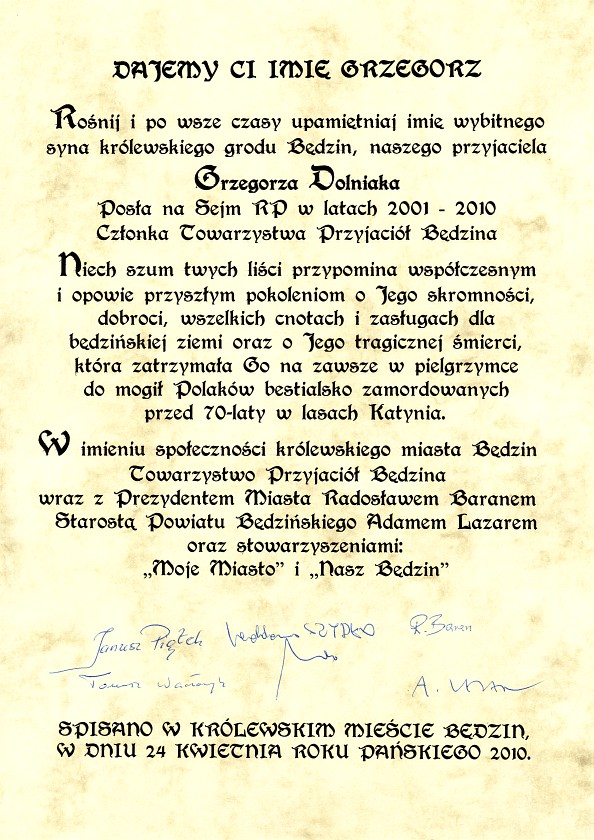 DAJEMY CI IMIĘ GRZEGORZ
Rośnij i po wsze czasy upamiętniaj imię wybitnego
syna królewskiego grodu Będzin, naszego przyjaciela
Grzegorza Dolniaka
Posła na Sejm RP w latach 2001 - 2010
Członka Towarzystwa Przyjaciół Będzina
Niech szum twych liści przypomina współczesnym
i opowie przyszłym pokoleniom o Jego skromności,
dobroci, wszelkich cnotach i zasługach dla
będzińskiej ziemi oraz o Jego tragicznej śmierci,
która zatrzymała Go na zawsze w pielgrzymce
do mogił Polaków bestialsko zamordowanych
przed 70-laty w lasach Katynia.
W imieniu społeczności królewskiego miasta Będzin
Towarzystwo Przyjaciół Będzina
wraz z Prezydentem Miasta Radosławem Baranem
Starostą Powiatu Będzińskiego Adamem Lazarem
oraz stowarzyszeniami:
„Moje Miasto” i „Nasz Będzin”
Janusz SZYDŁO R. Baran
A. LAZAR
SPISANO W KRÓLEWSKIM MIEŚCIE BĘDZIN,
W DNIU 24 KWIETNIA ROKU PAŃSKIEGO 2010.